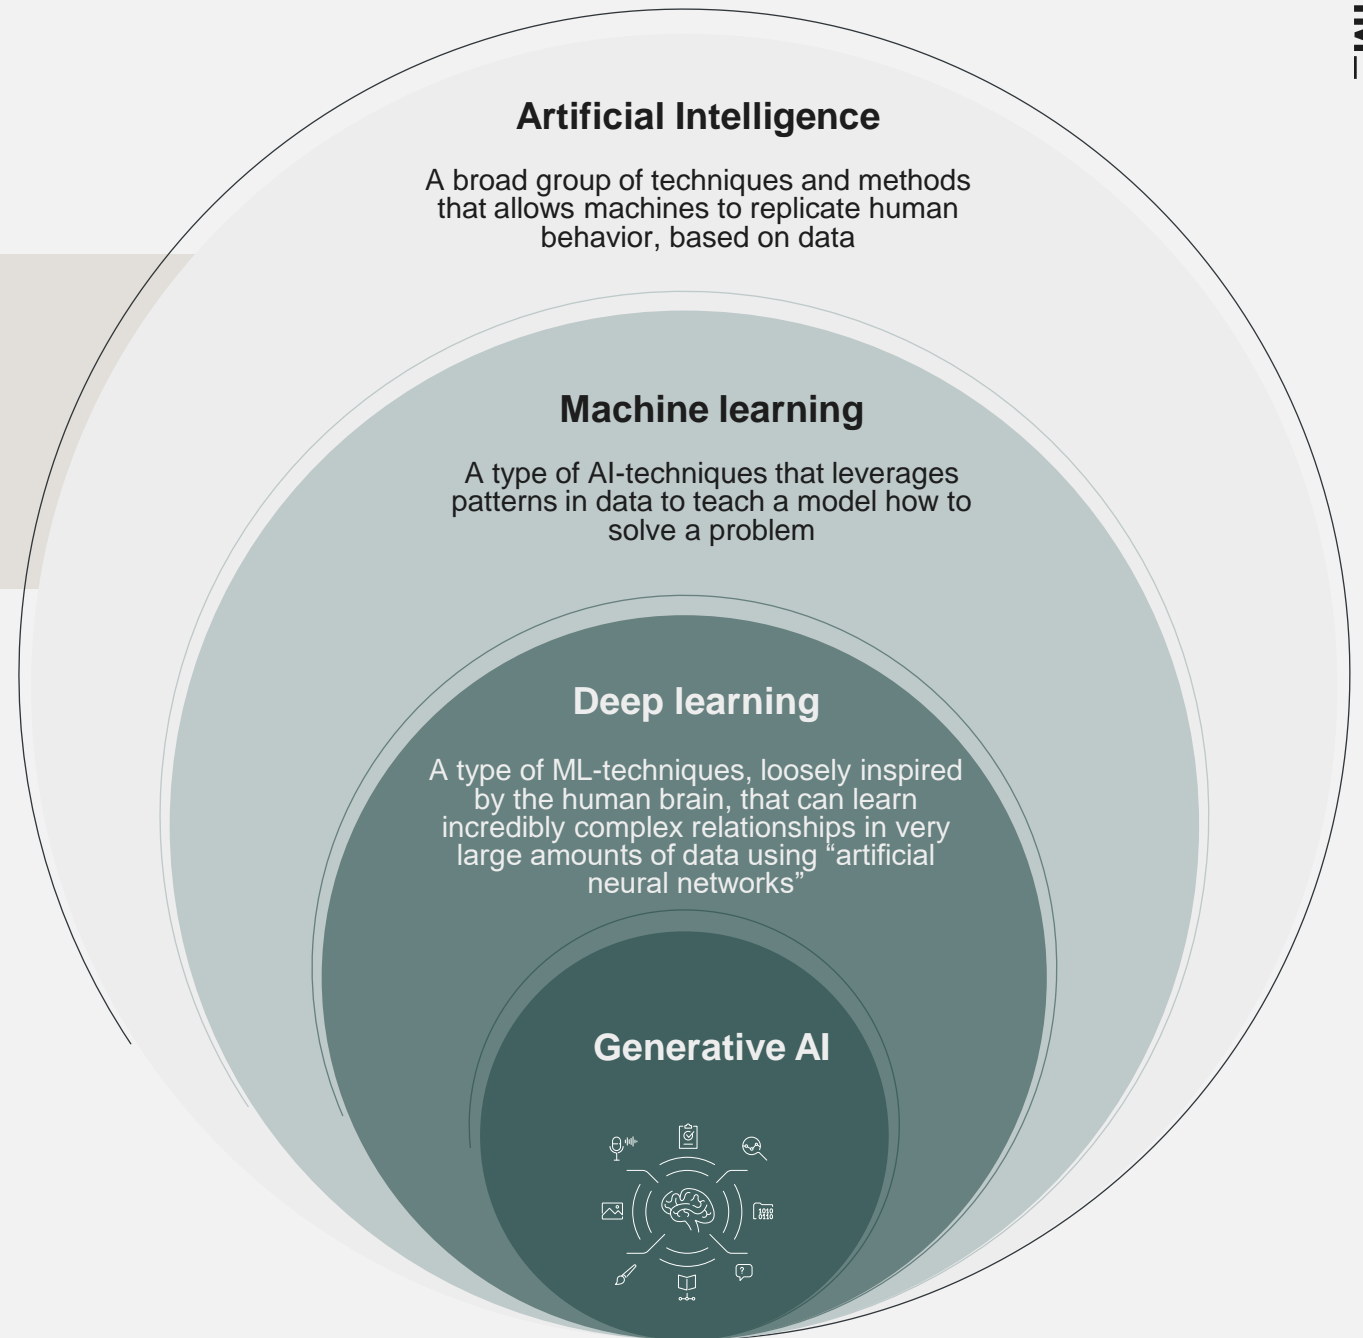 Artificial Intelligence
A broad group of techniques and methods
that allows machines to replicate human
behavior, based on data
Machine learning
A type of AI-techniques that leverages
patterns in data to teach a model how to
solve a problem
Deep learning
A type of ML-techniques, loosely inspired
by the human brain, that can learn
incredibly complex relationships in very
large amounts of data using “artificial
neural networks”
Generative AI
1010
0110
?